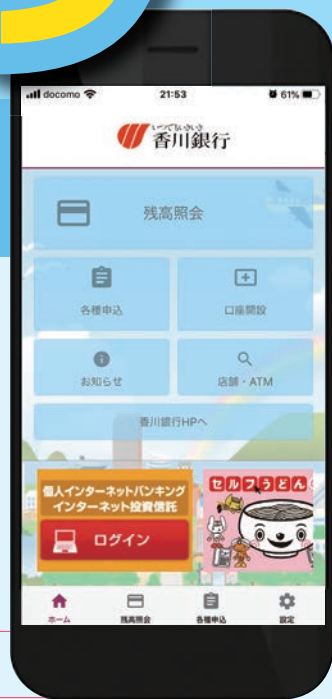 docomo 21:53 61%
いつでもいきいき
香川銀行
残高照会
各種申込
口座開設
お知らせ
店舗・ATM
香川銀行HPへ
個人インターネットバンキング
インターネット投資信託
ログイン
セルフうどん
ホーム
残高照会
各種申込
設定